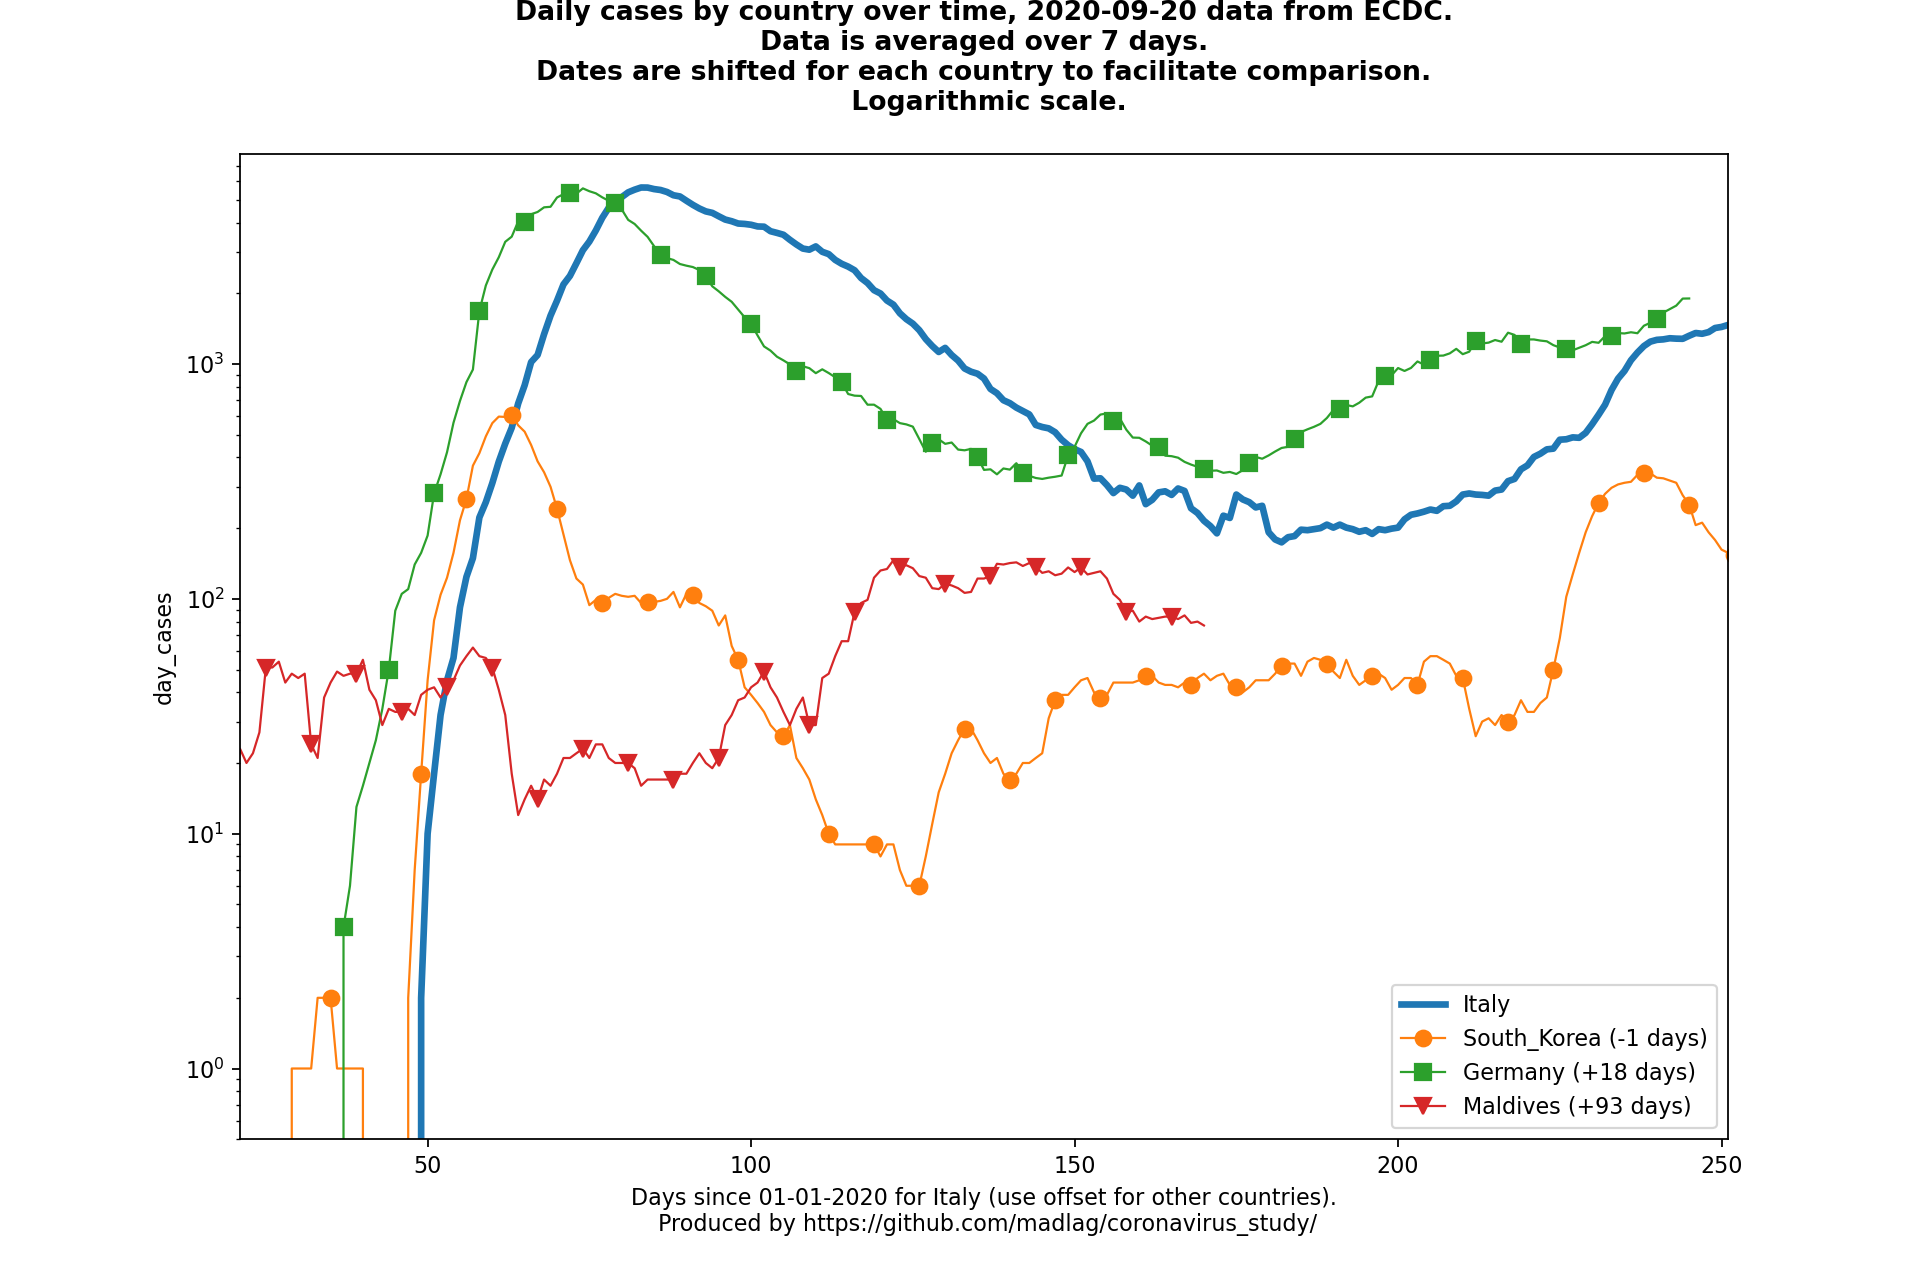 Daily cases by country over time, 2020-09-20 data from ECDC.
Data is averaged over 7 days.
Dates are shifted for each country to facilitate comparison.
Logarithmic scale.
day_cases
10³
10²
10¹
10⁰
50
100
150
200
250
Italy
South_Korea (-1 days)
Germany (+18 days)
Maldives (+93 days)
Days since 01-01-2020 for Italy (use offset for other countries).
Produced by https://github.com/madlag/coronavirus_study/